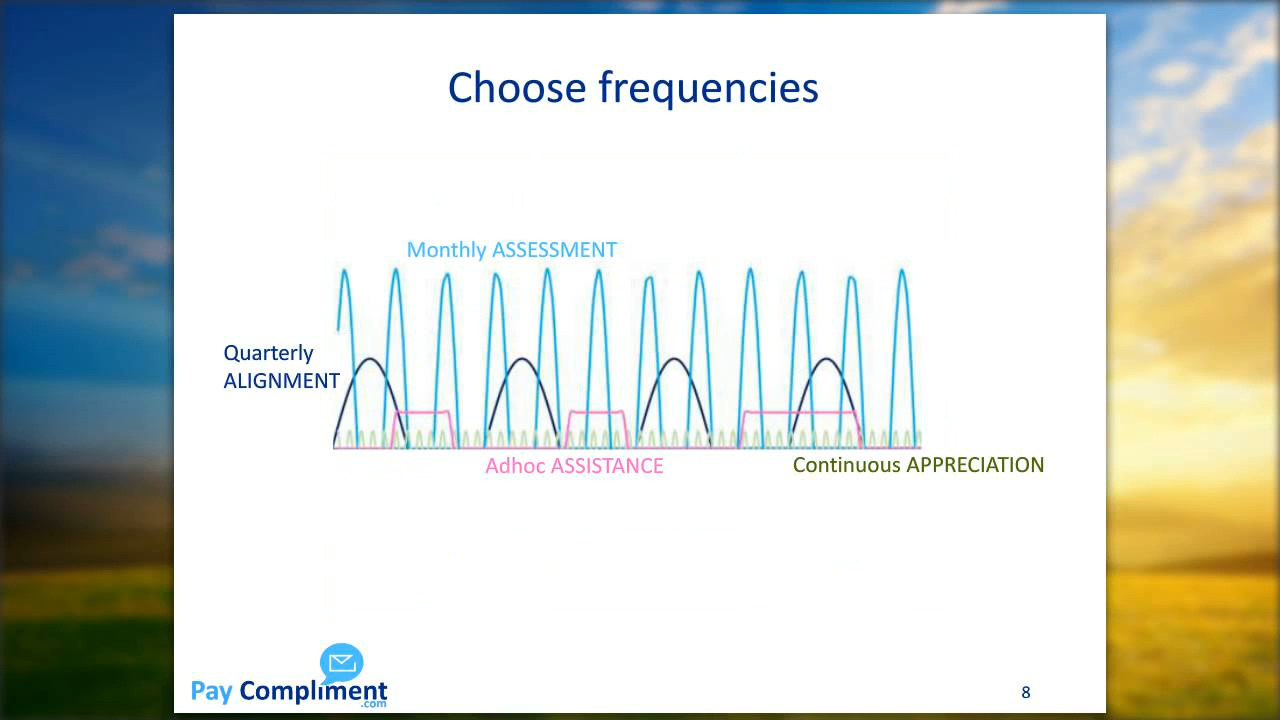 Choose frequencies
Monthly ASSESSMENT
Quarterly
ALIGNMENT
Adhoc ASSISTANCE
Continuous APPRECIATION
Pay Compliment
.com
8